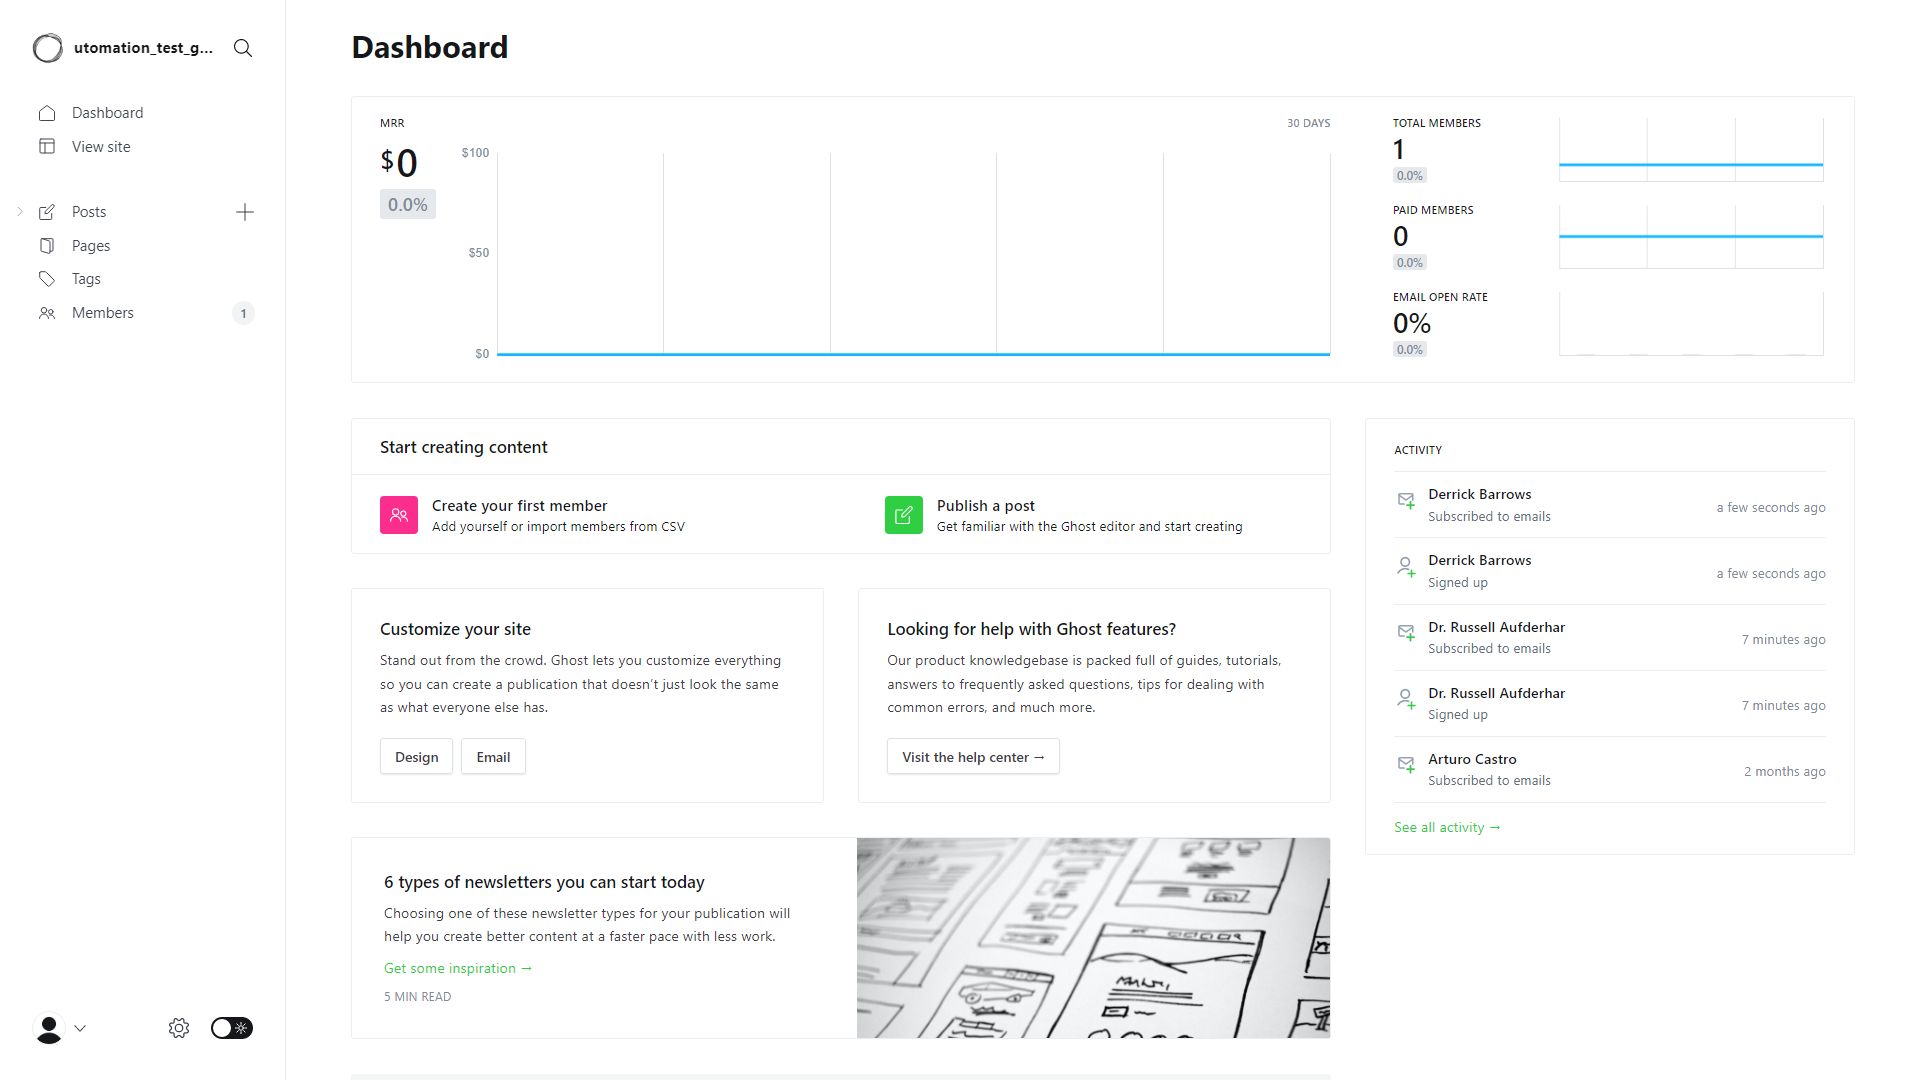 utomation_test_g...
Dashboard
View site
Posts
Pages
Tags
Members
1
Dashboard
MRR
30 DAYS
$0
0.0%
$100
$50
$0
TOTAL MEMBERS
1
0.0%
PAID MEMBERS
0
0.0%
EMAIL OPEN RATE
0%
0.0%
Start creating content
Create your first member
Add yourself or import members from CSV
Publish a post
Get familiar with the Ghost editor and start creating
Customize your site
Stand out from the crowd. Ghost lets you customize everything
so you can create a publication that doesn't just look the same
as what everyone else has.
Design
Email
Looking for help with Ghost features?
Our product knowledgebase is packed full of guides, tutorials,
answers to frequently asked questions, tips for dealing with
common errors, and much more.
Visit the help center →
6 types of newsletters you can start today
Choosing one of these newsletter types for your publication will
help you create better content at a faster pace with less work.
Get some inspiration →
5 MIN READ
ACTIVITY
Derrick Barrows
Subscribed to emails
a few seconds ago
Derrick Barrows
Signed up
a few seconds ago
Dr. Russell Aufderhar
Subscribed to emails
7 minutes ago
Dr. Russell Aufderhar
Signed up
7 minutes ago
Arturo Castro
Subscribed to emails
2 months ago
See all activity →